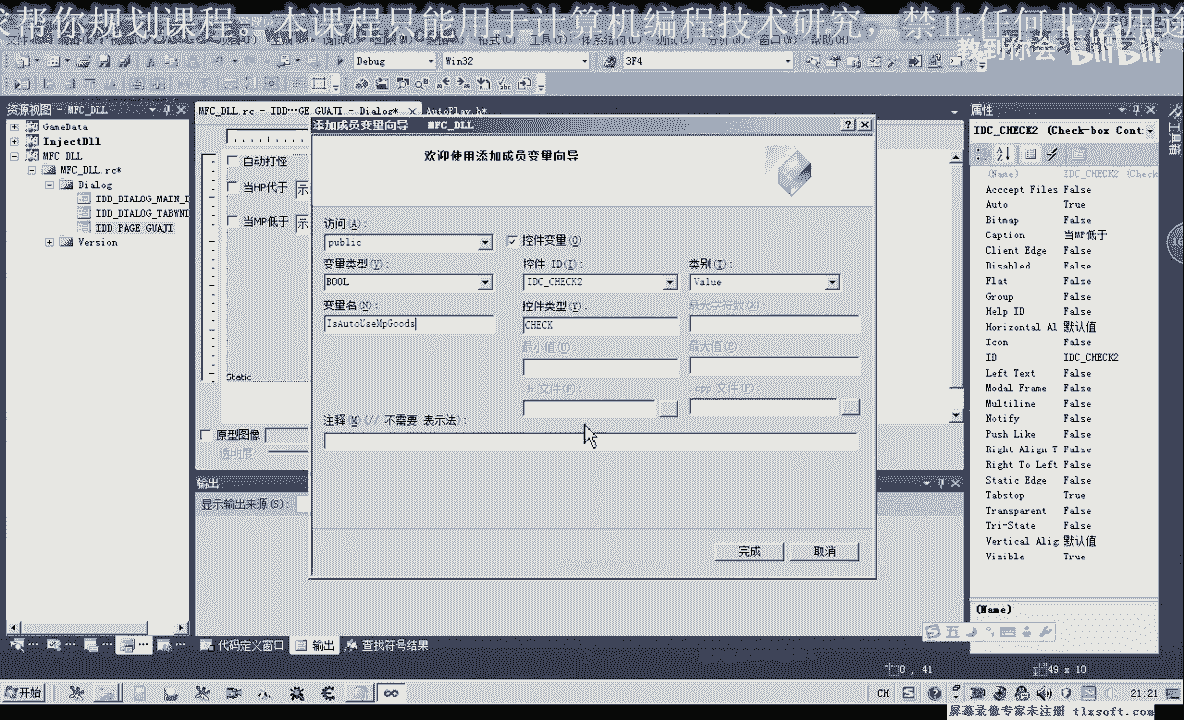 求帮你规划课程。本课程只能用于计算机编程技术研究，禁止任何非法用途
教到你会 bilibili
Debug Win32 3F4
资源视图 - MFC_DLL
MFC_DLL.rc - IDD···GE_GUAJI - Dialog* AutoPlay.h*
属性
GameData
InjectDll
MFC_DLL
MFC_DLL.rc*
Dialog
IDD_DIALOG_MAIN_D
IDD_DIALOG_TABWND
IDD_PAGE_GUAJI
Version
自动打怪
当HP代于 示
当MP低于 示
Static
原型图像
透明度
添加成员变量向导 - MFC_DLL
欢迎使用添加成员变量向导
访问(A):
public
控件变量(O)
变量类型(V):
BOOL
控件 ID(I):
IDC_CHECK2
类别(T):
Value
变量名(N):
IsAutoUseMpGoods
控件类型(Y):
CHECK
最大字符数(X):
最小值(U):
最大值(E):
.h 文件(F):
.cpp 文件(P):
注释(M)(// 不需要 表示法):
完成 取消
IDC_CHECK2 (Check-box Cont
(Name) IDC_CHECK2 (Check
Acccept Files False
Auto True
Bitmap False
Caption 当MP低于
Client Edge False
Disabled False
Flat False
Group False
Help ID False
Horizontal Al 默认值
Icon False
ID IDC_CHECK2
Left Text False
Modal Frame False
Multiline False
Notify False
Push Like False
Right Align T False
Right To Left False
Static Edge False
Tabstop True
Transparent False
Tri-State False
Vertical Alig 默认值
Visible True
(Name)
工具箱
输出
显示输出来源(S):
代码定义窗口 输出 查找符号结果
五
0 , 41 49 x 10
开始
CH 21:21
屏幕录像专家未注册 tlxsoft.com